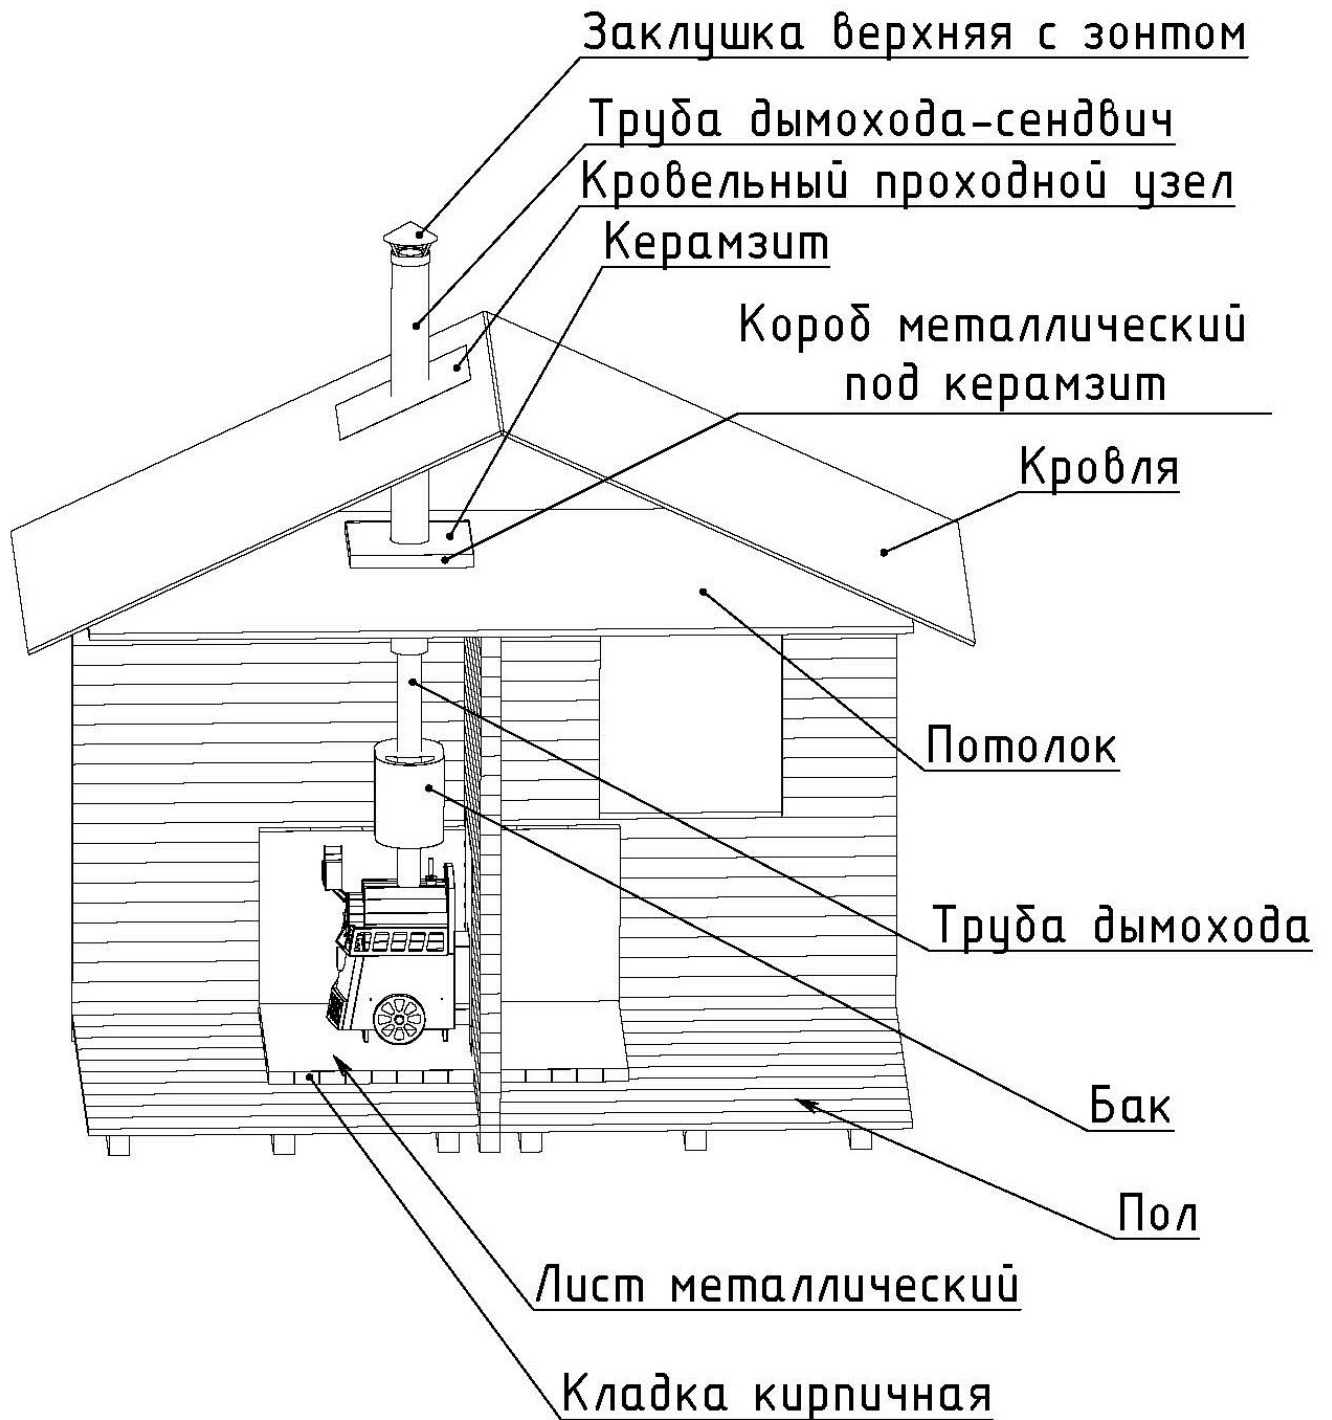 Заклушка верхняя с зонтом
Труба дымохода-сендвич
Кровельный проходной узел
Керамзит
Короб металлический
под керамзит
Кровля
Потолок
Труба дымохода
Бак
Пол
Лист металлический
Кладка кирпичная